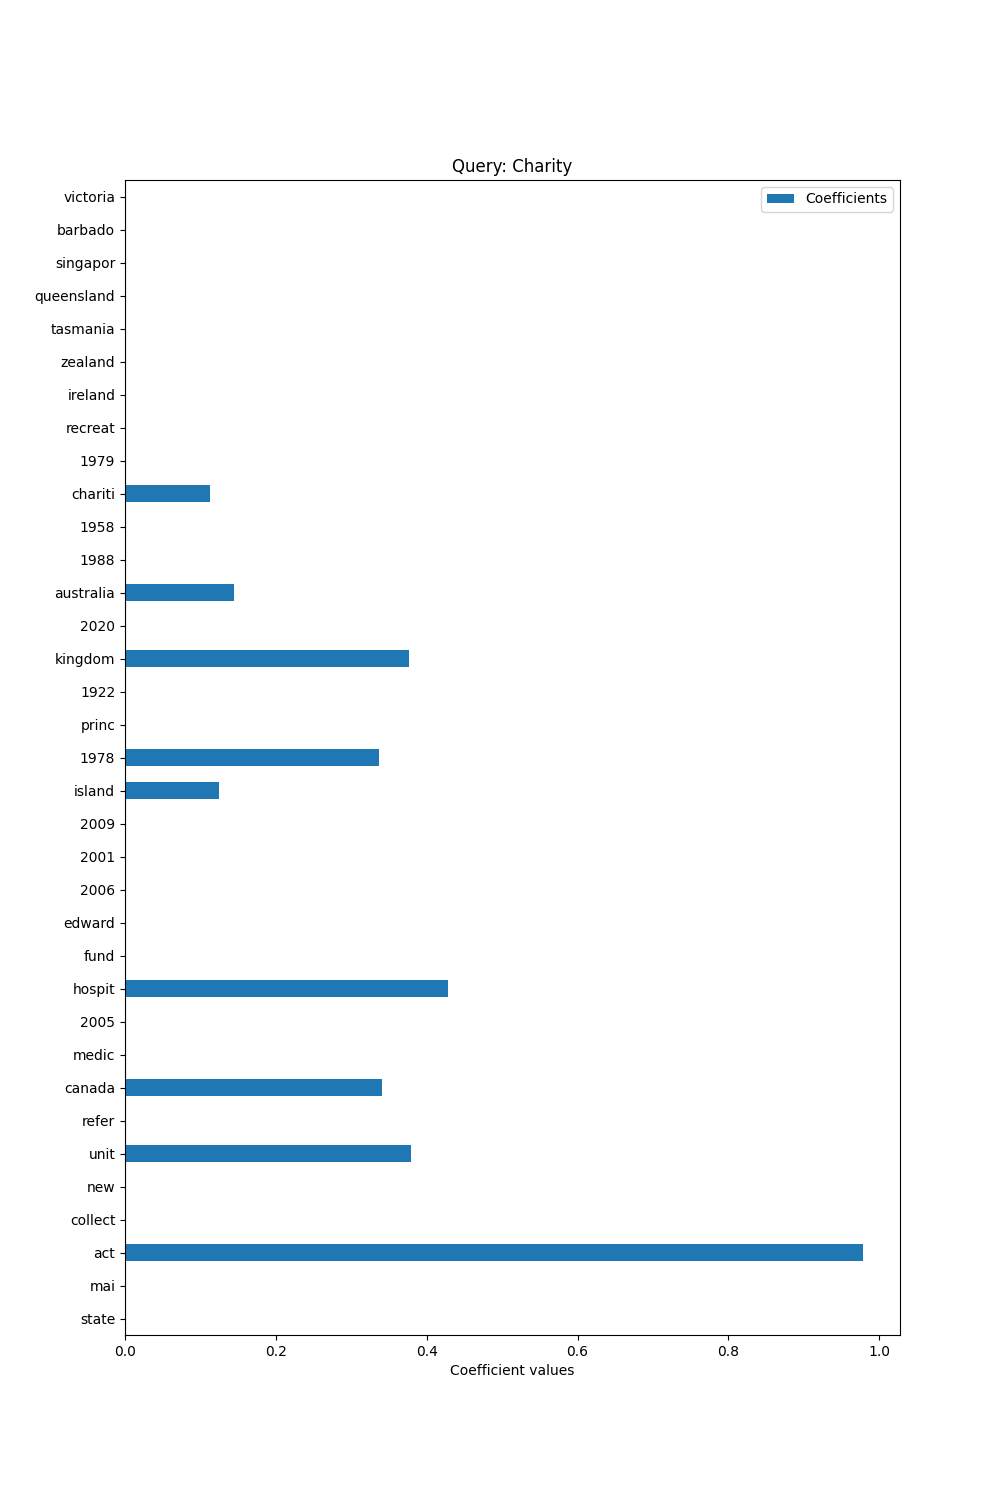 Query: Charity
Coefficients
victoria
barbado
singapor
queensland
tasmania
zealand
ireland
recreat
1979
chariti
1958
1988
australia
2020
kingdom
1922
princ
1978
island
2009
2001
2006
edward
fund
hospit
2005
medic
canada
refer
unit
new
collect
act
mai
state
0.0 0.2 0.4 0.6 0.8 1.0
Coefficient values